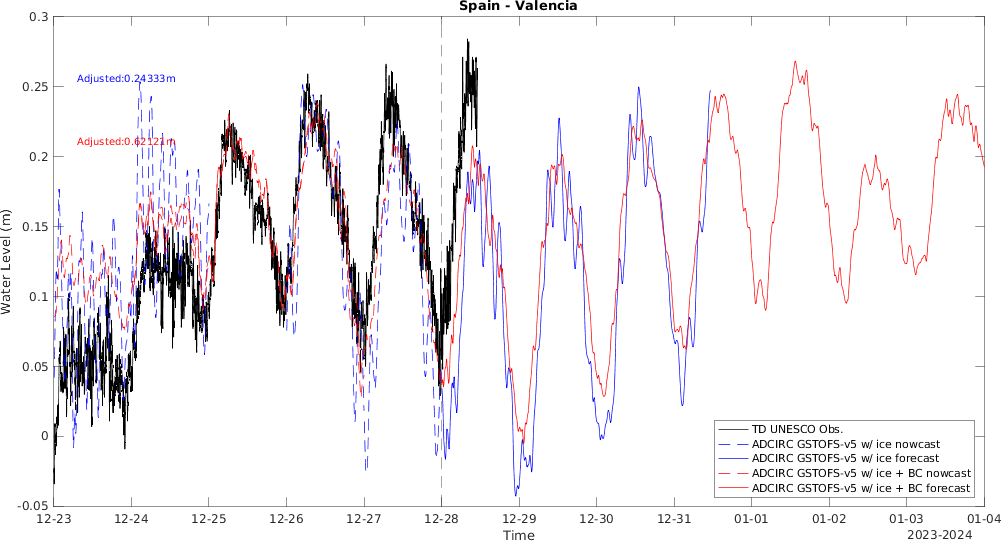 Spain - Valencia
0.3
0.25
0.2
0.15
0.1
0.05
0
-0.05
Water Level (m)
Adjusted:0.24333m
Adjusted:0.62121m
TD UNESCO Obs.
ADCIRC GSTOFS-v5 w/ ice nowcast
ADCIRC GSTOFS-v5 w/ ice forecast
ADCIRC GSTOFS-v5 w/ ice + BC nowcast
ADCIRC GSTOFS-v5 w/ ice + BC forecast
12-23 12-24 12-25 12-26 12-27 12-28 12-29 12-30 12-31 01-01 01-02 01-03 01-04
Time
2023-2024